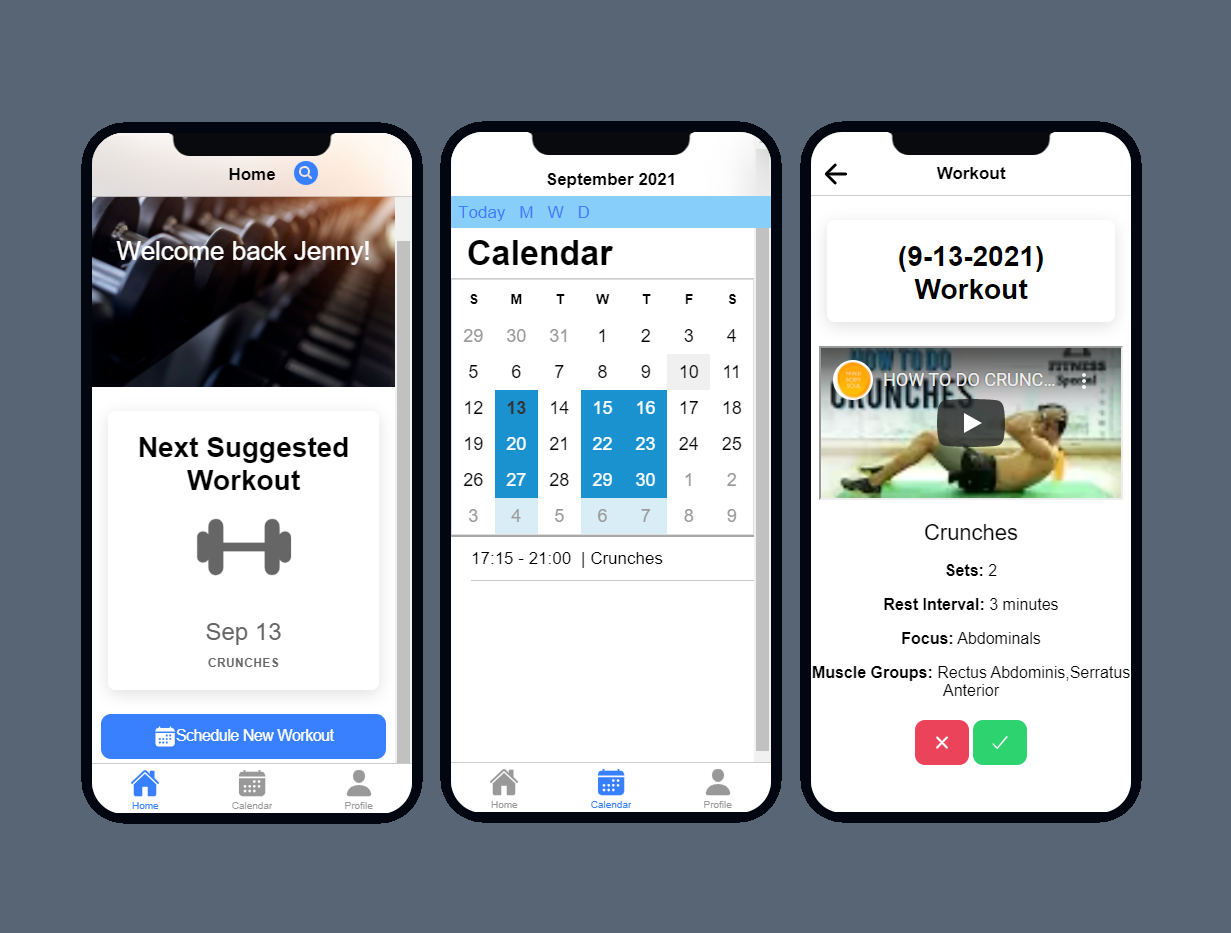 Home
Welcome back Jenny!
Next Suggested
Workout
Sep 13
CRUNCHES
Schedule New Workout
Home Calendar Profile
September 2021
Today M W D
Calendar
S M T W T F S
29 30 31 1 2 3 4
5 6 7 8 9 10 11
12 13 14 15 16 17 18
19 20 21 22 23 24 25
26 27 28 29 30 1 2
3 4 5 6 7 8 9
17:15 - 21:00 | Crunches
Home Calendar Profile
Workout
(9-13-2021)
Workout
HOW TO DO
CRUNCHES
FITNESS
Special
HOW TO DO CRUNC...
Crunches
Sets: 2
Rest Interval: 3 minutes
Focus: Abdominals
Muscle Groups: Rectus Abdominis,Serratus
Anterior